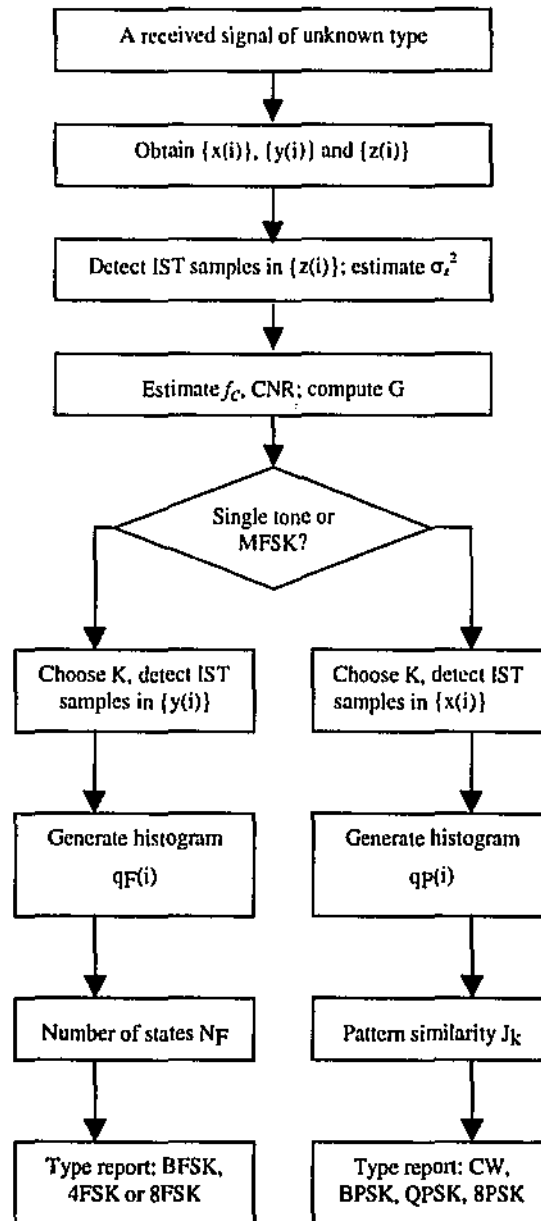 A received signal of unknown type
Obtain {x(i)}, {y(i)} and {z(i)}
Detect IST samples in {z(i)}; estimate σz²
Estimate fC, CNR; compute G
Single tone or
MFSK?
Choose K, detect IST
samples in {y(i)}
Choose K, detect IST
samples in {x(i)}
Generate histogram
qF(i)
Generate histogram
qP(i)
Number of states NF
Pattern similarity Jk
Type report: BFSK,
4FSK or 8FSK
Type report: CW,
BPSK, QPSK, 8PSK